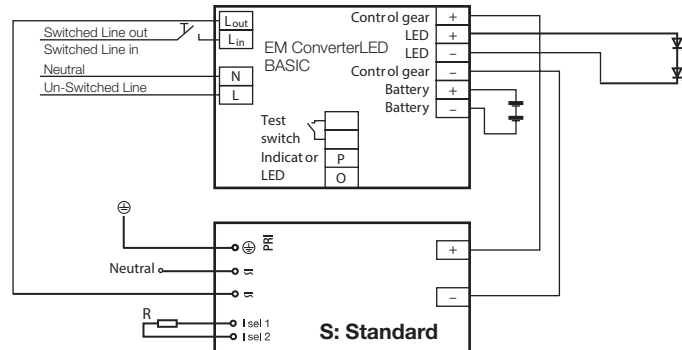 Switched Line out
Switched Line in
Neutral
Un-Switched Line
Lout
Lin
N
L
EM ConverterLED
BASIC
Control gear +
LED +
LED –
Control gear –
Battery +
Battery –
Test
switch
Indicator P
LED O
PRI
Neutral
R
I sel 1
I sel 2
+
–
S: Standard